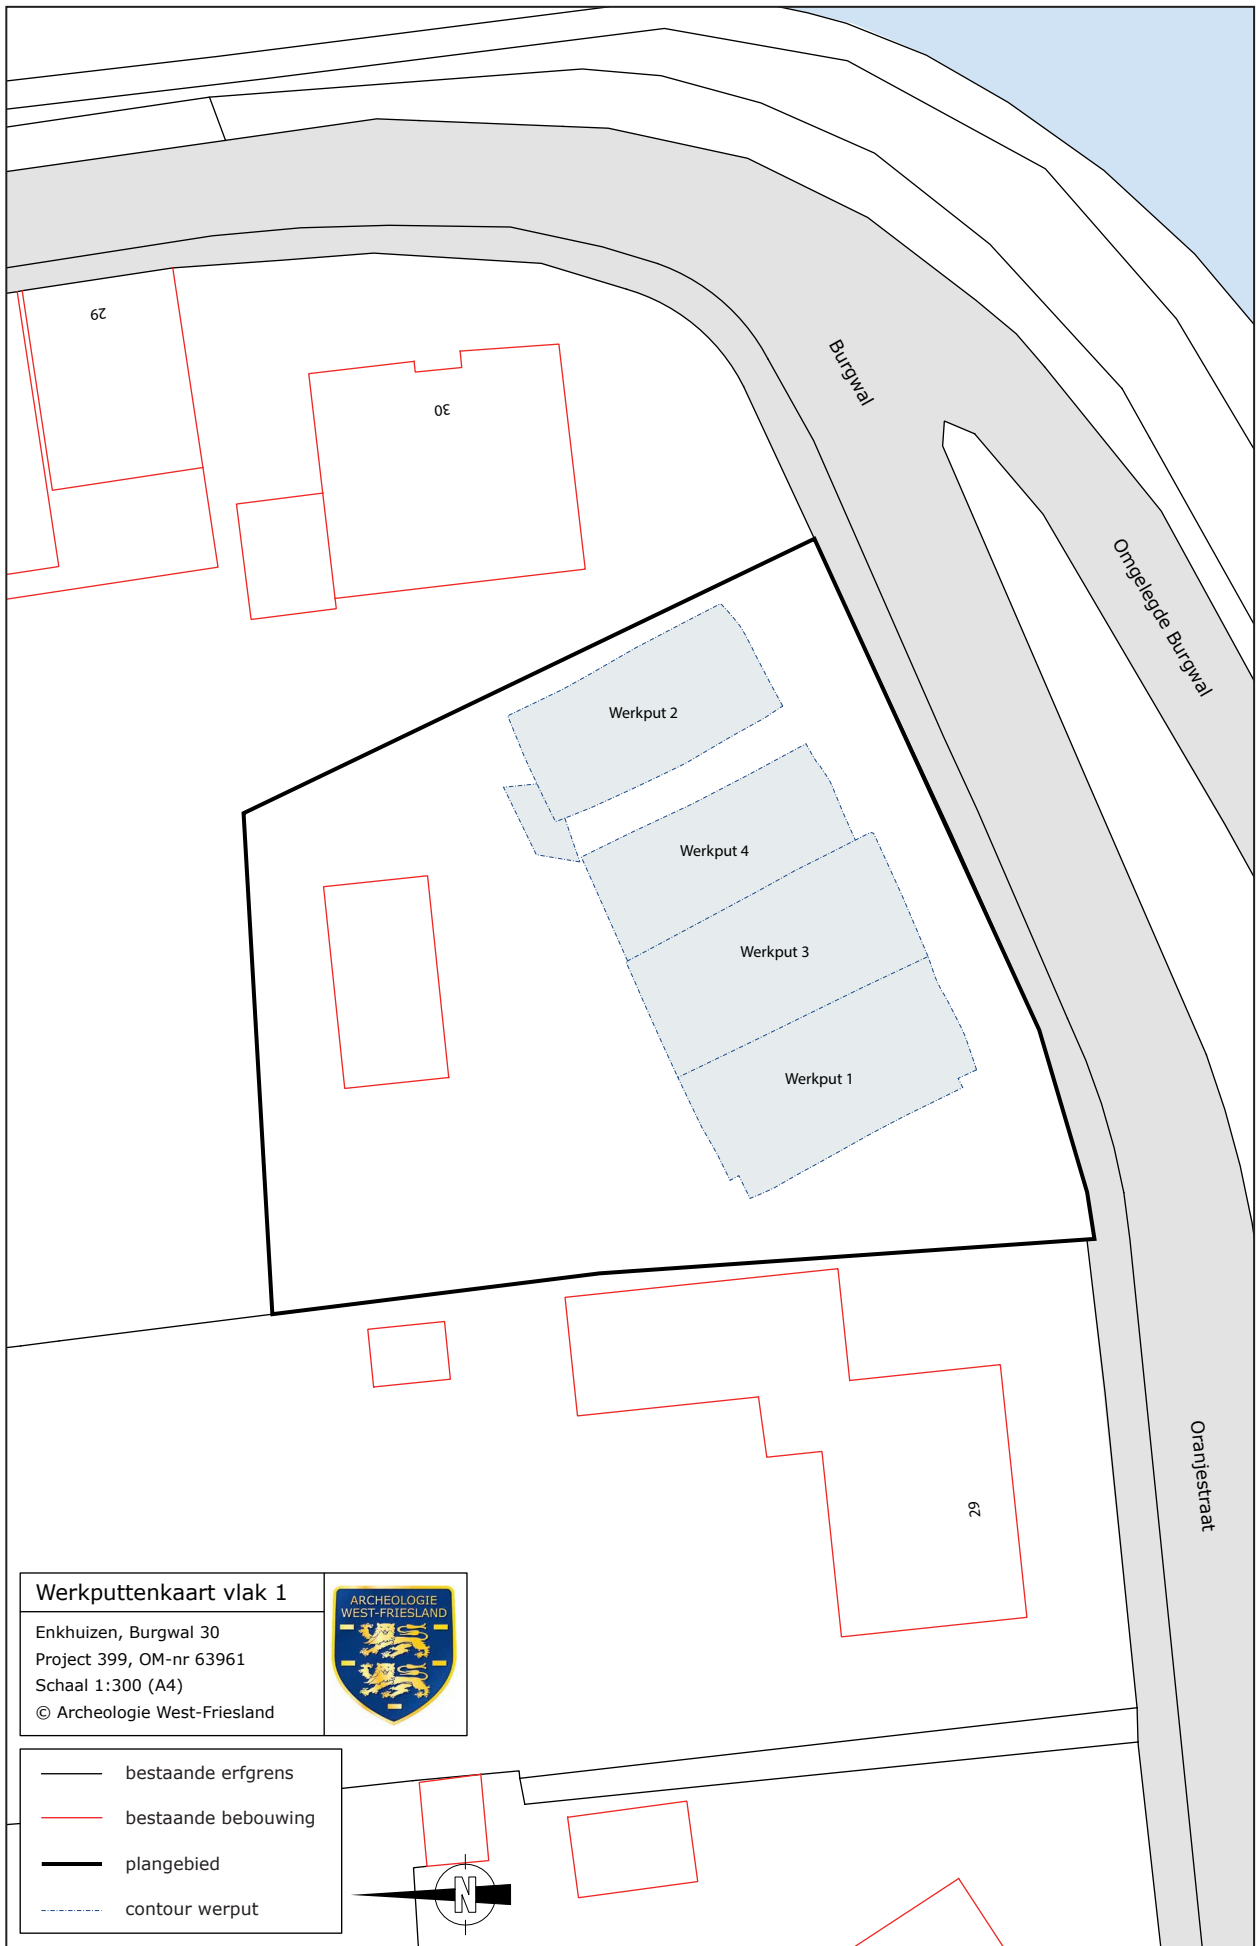 29
30
Burgwal
Omgelegde Burgwal
Werkput 2
Werkput 4
Werkput 3
Werkput 1
Oranjestraat
29
Werkputtenkaart vlak 1
Enkhuizen, Burgwal 30
Project 399, OM-nr 63961
Schaal 1:300 (A4)
© Archeologie West-Friesland
ARCHEOLOGIE
WEST-FRIESLAND
bestaande erfgrens
bestaande bebouwing
plangebied
contour werput
N